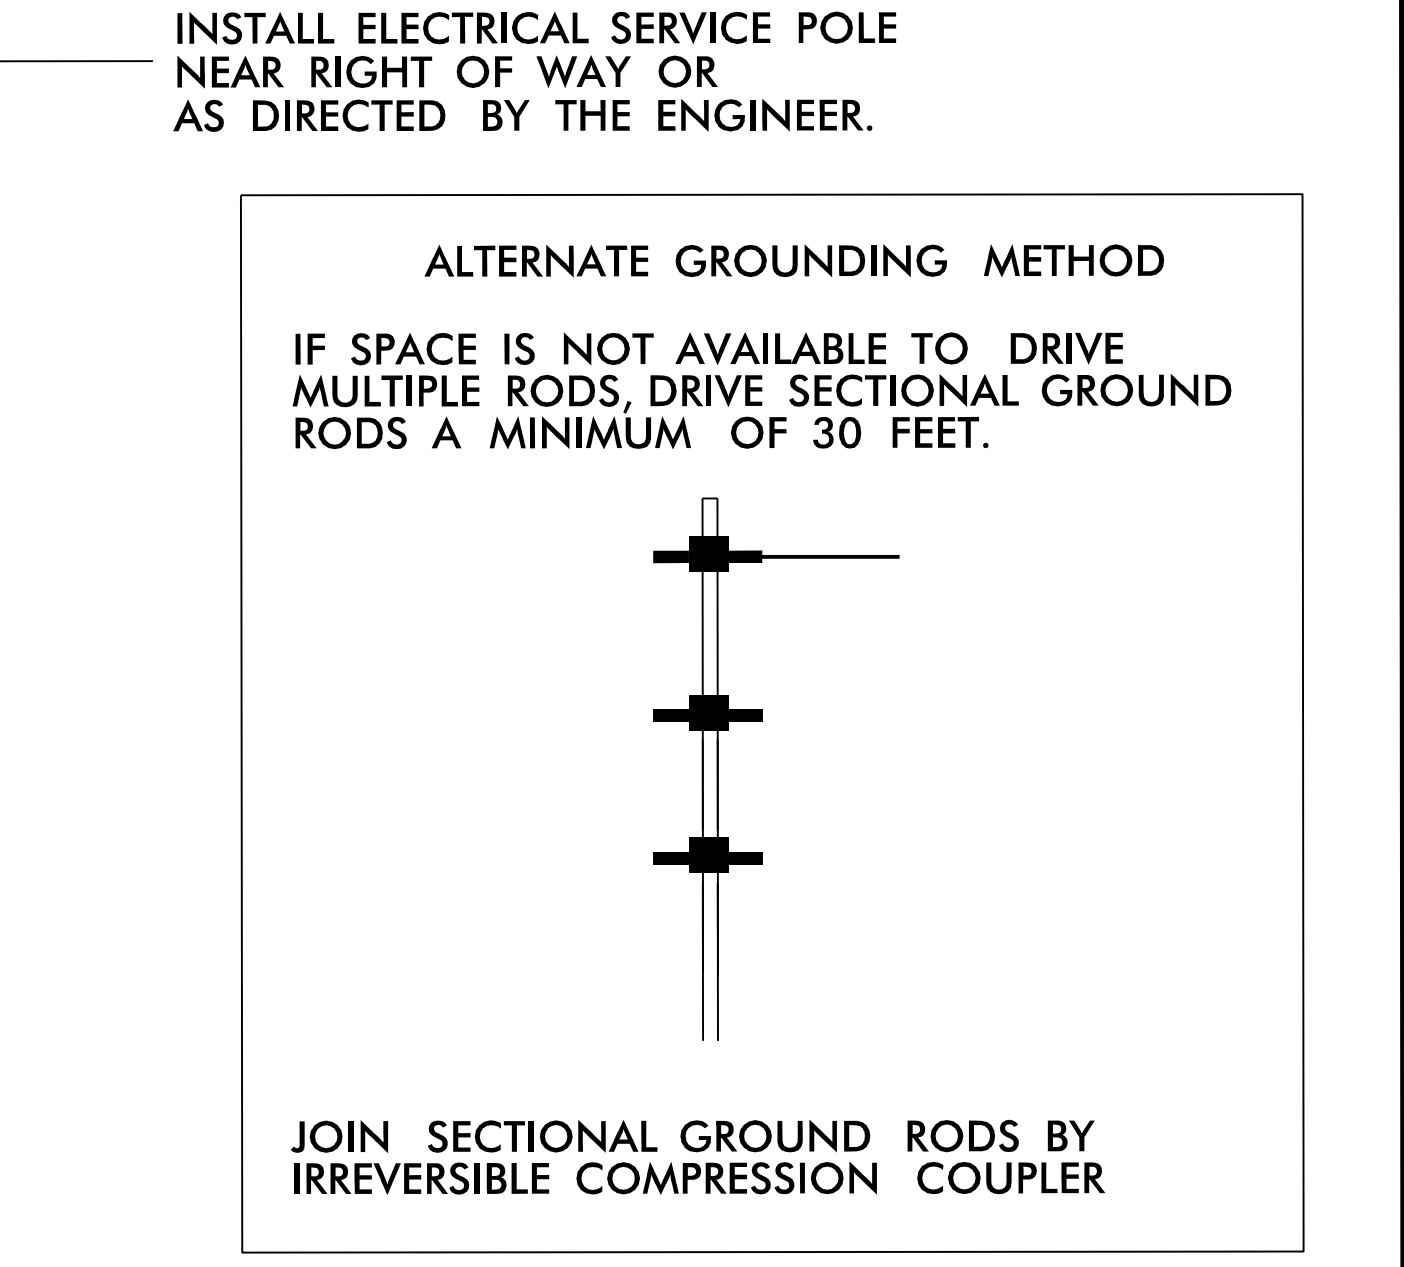 INSTALL ELECTRICAL SERVICE POLE
NEAR RIGHT OF WAY OR
AS DIRECTED BY THE ENGINEER.
ALTERNATE GROUNDING METHOD
IF SPACE IS NOT AVAILABLE TO DRIVE
MULTIPLE RODS, DRIVE SECTIONAL GROUND
RODS A MINIMUM OF 30 FEET.
JOIN SECTIONAL GROUND RODS BY
IRREVERSIBLE COMPRESSION COUPLER